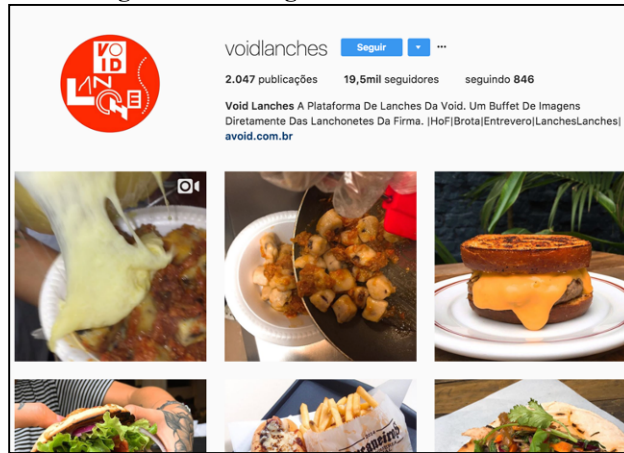 VOID
LANCHES
voidlanches Seguir ...
2.047 publicações 19,5mil seguidores seguindo 846
Void Lanches A Plataforma De Lanches Da Void. Um Buffet De Imagens
Diretamente Das Lanchonetes Da Firma. |HoF|Brota|Entrevero|LanchesLanches|
avoid.com.br